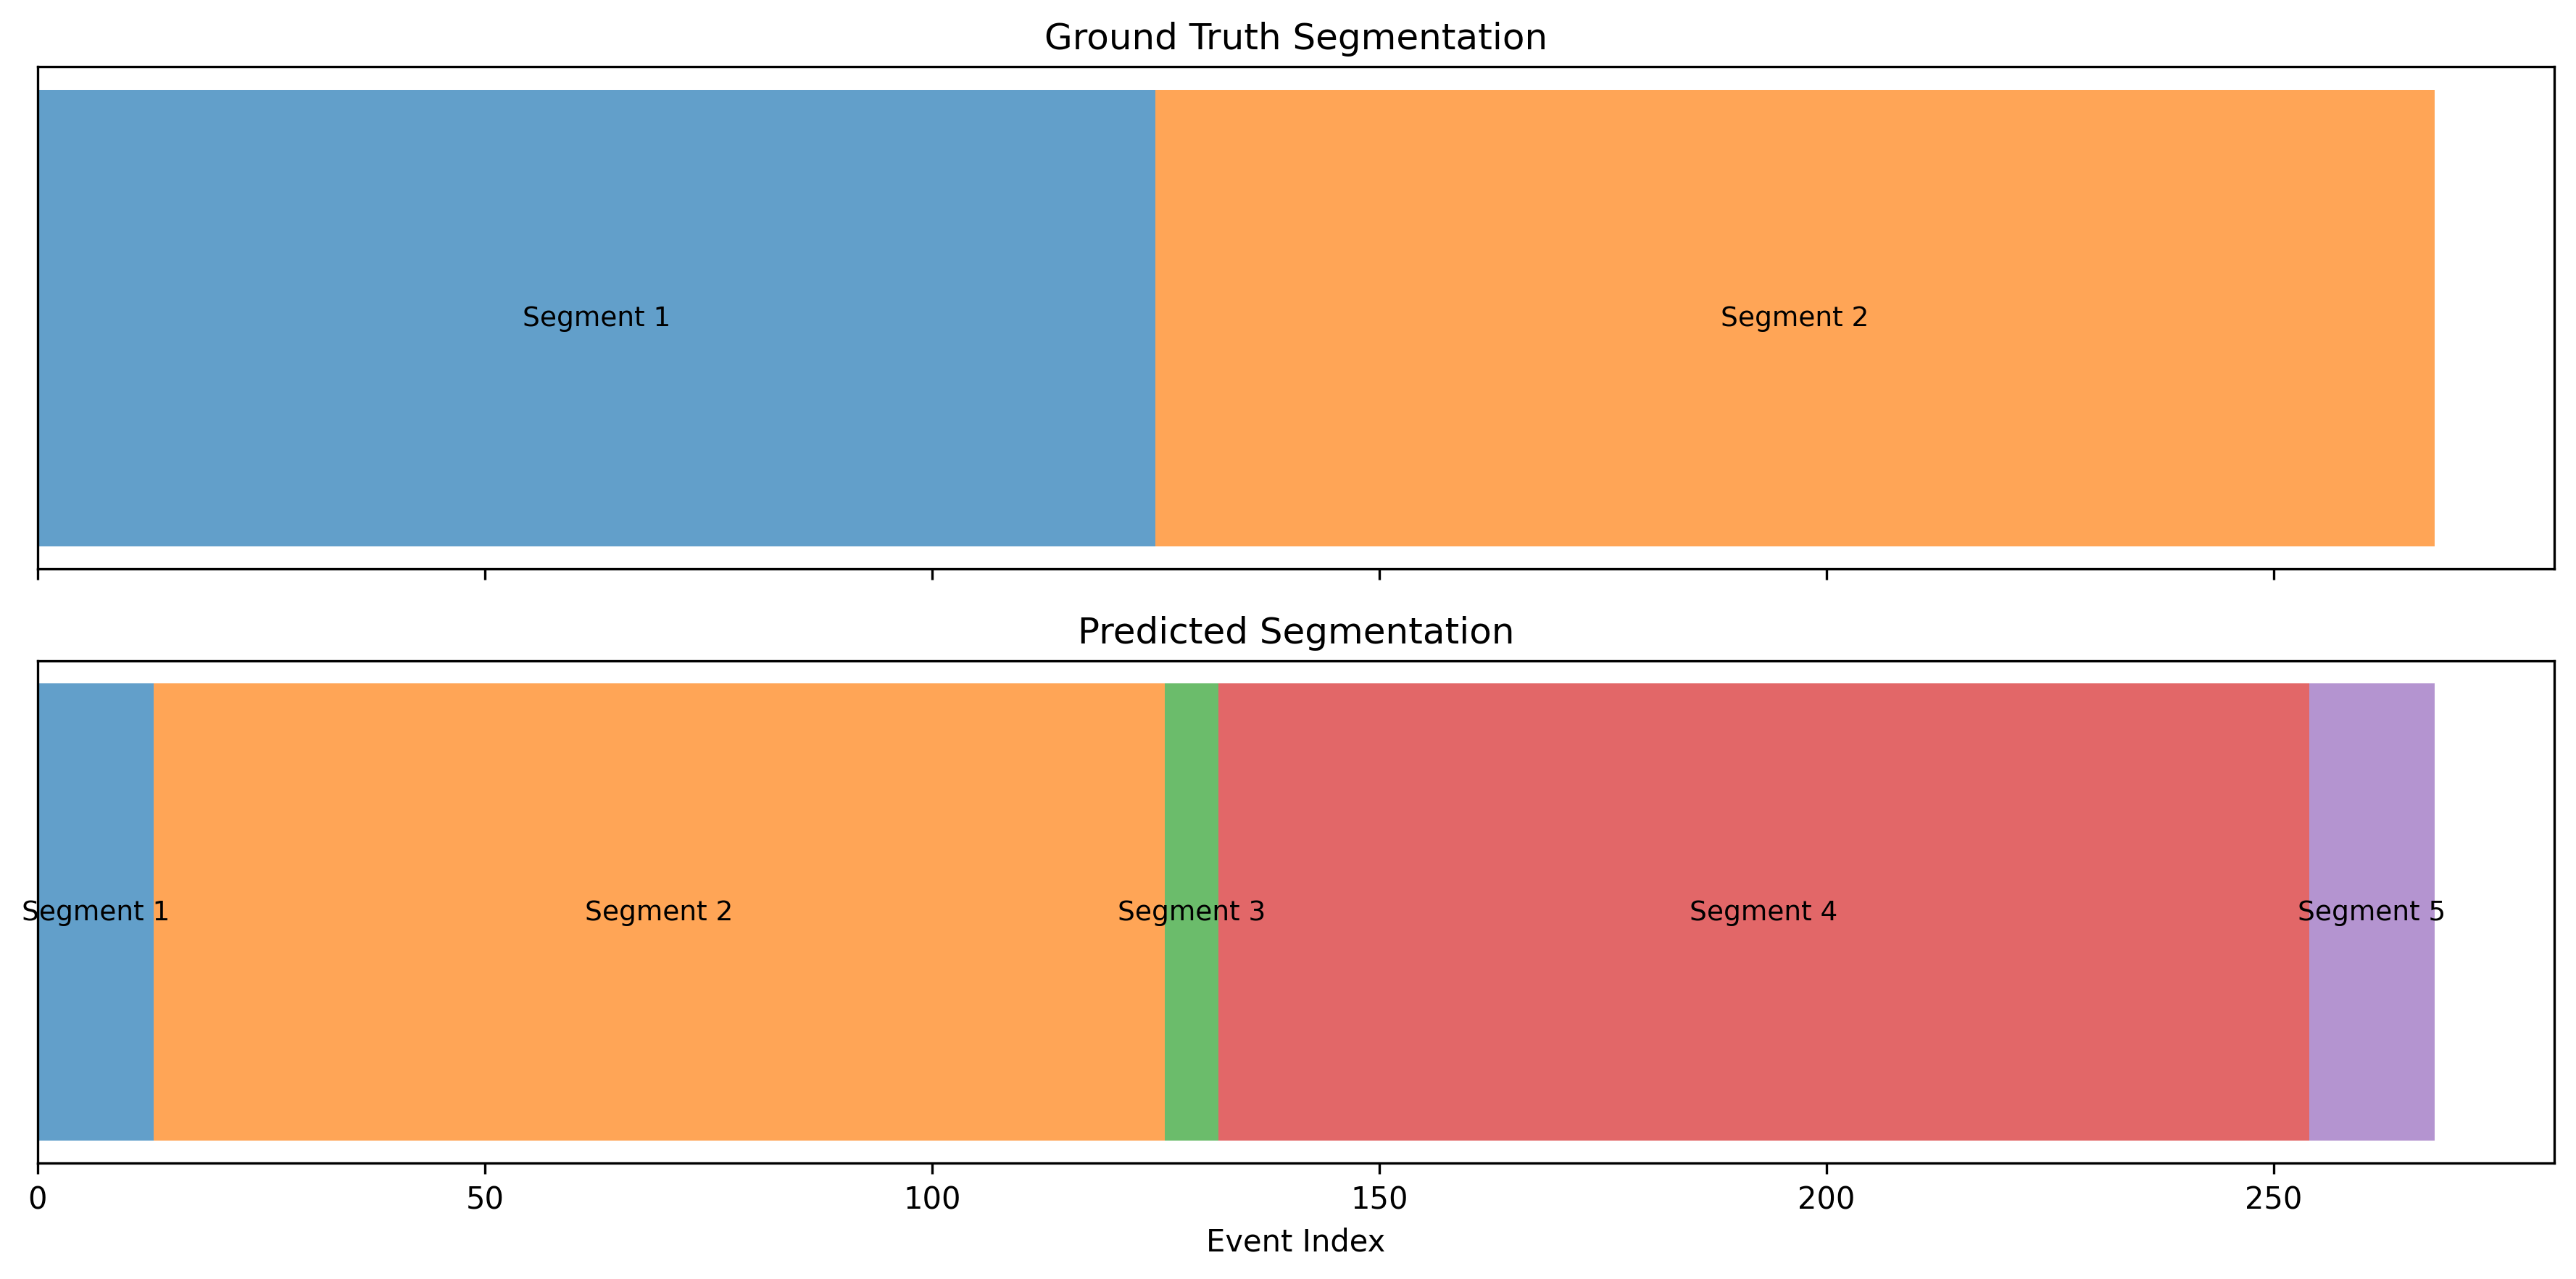 Ground Truth Segmentation
Segment 1 Segment 2
Predicted Segmentation
Segment 1 Segment 2 Segment 3 Segment 4 Segment 5
0 50 100 150 200 250
Event Index